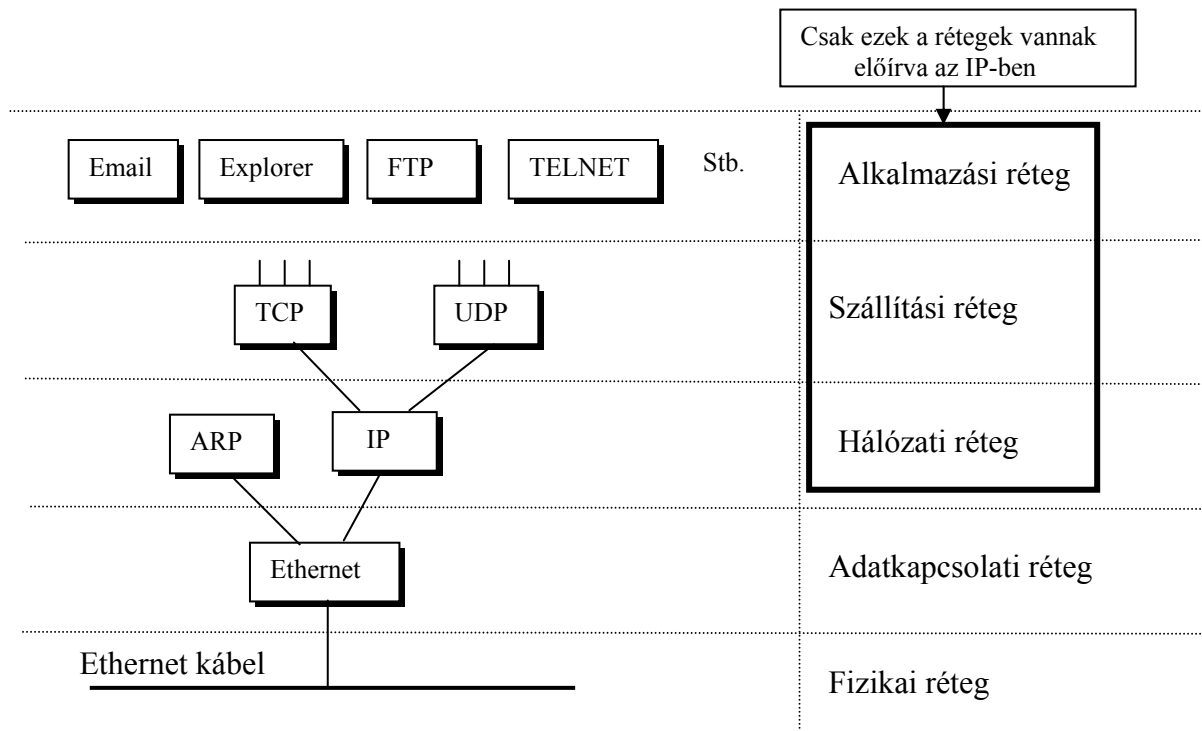 Csak ezek a rétegek vannak
előírva az IP-ben
Email
Explorer
FTP
TELNET
Stb.
Alkalmazási réteg
TCP
UDP
Szállítási réteg
ARP
IP
Hálózati réteg
Ethernet
Adatkapcsolati réteg
Ethernet kábel
Fizikai réteg